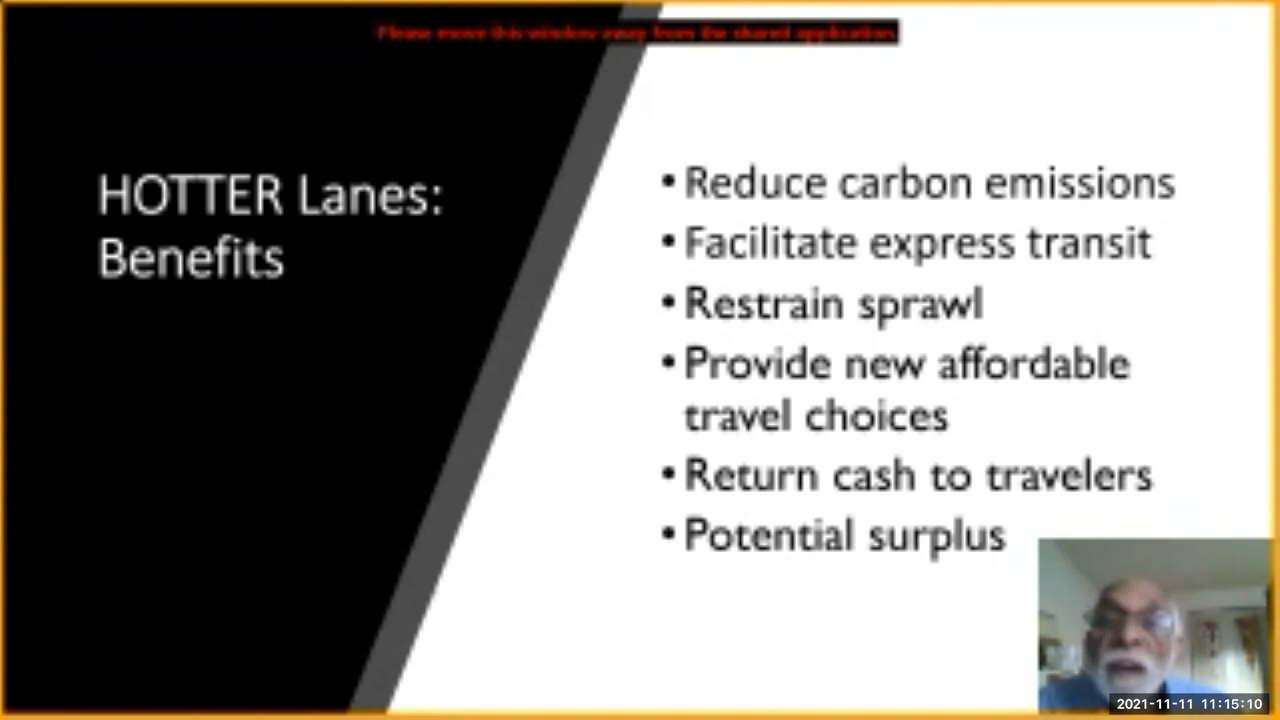 Please move this window away from the shared application.
HOTTER Lanes:
Benefits
• Reduce carbon emissions
• Facilitate express transit
• Restrain sprawl
• Provide new affordable
travel choices
• Return cash to travelers
• Potential surplus
2021-11-11 11:15:10